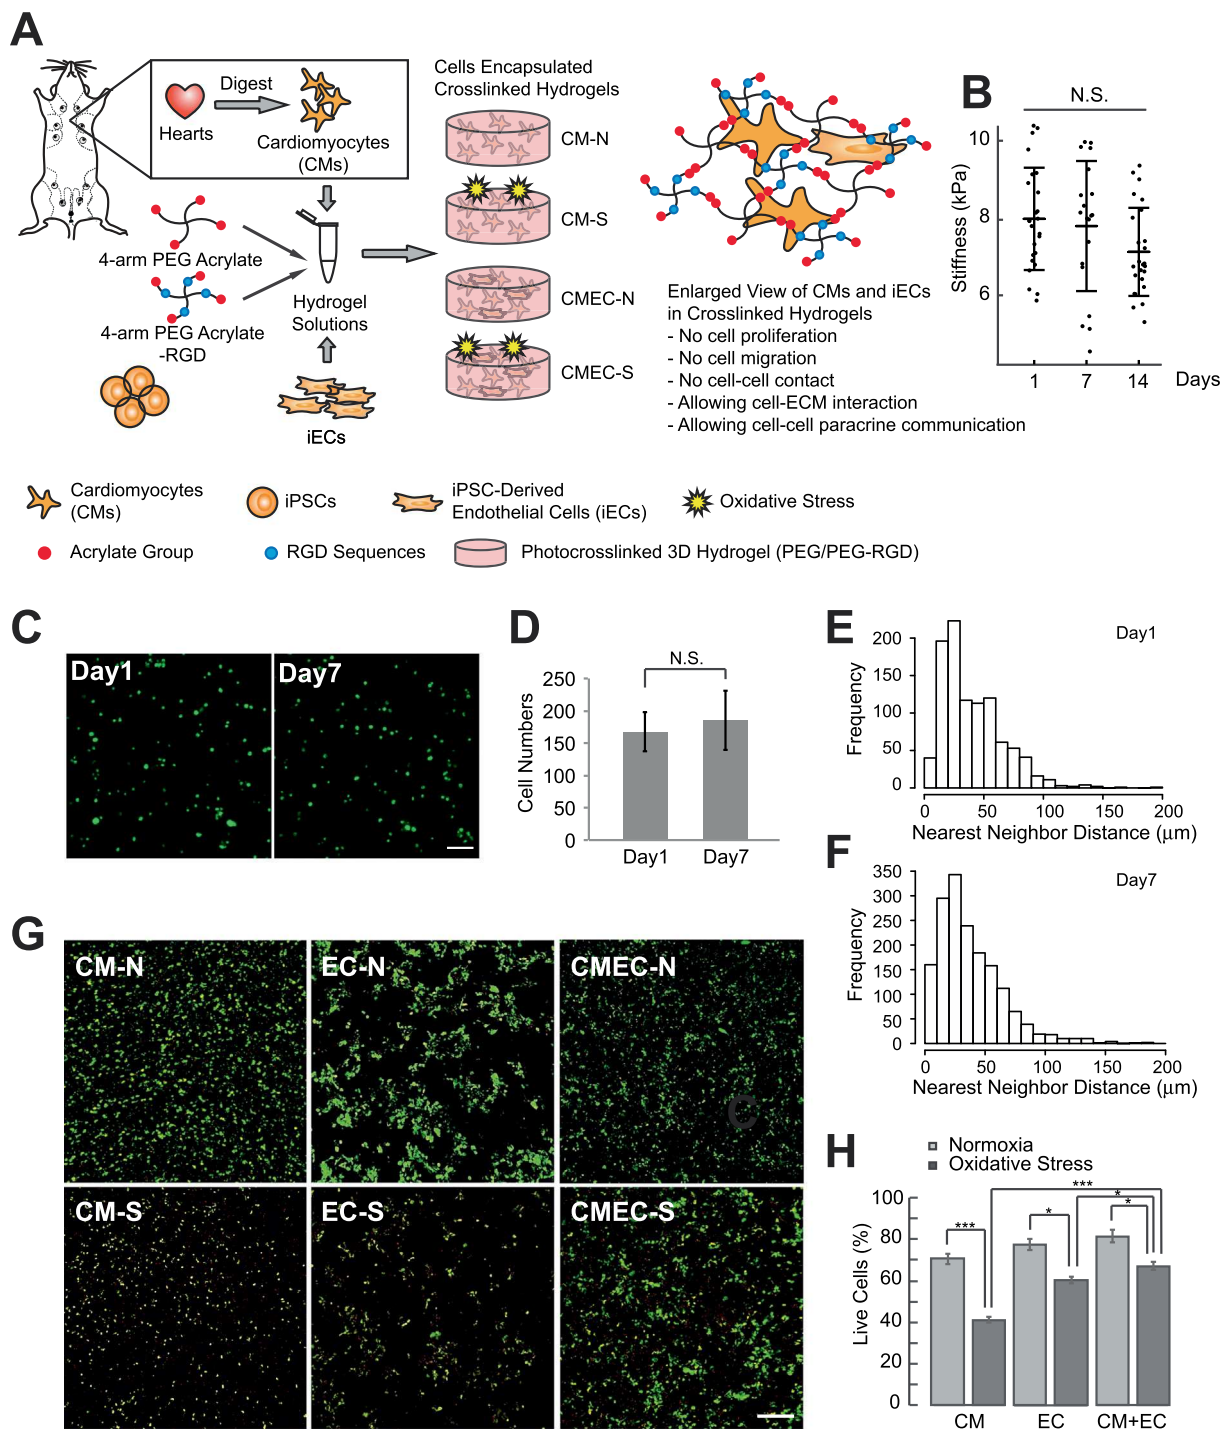 A
Digest
Hearts
Cardiomyocytes
(CMs)
4-arm PEG Acrylate
4-arm PEG Acrylate
-RGD
Hydrogel
Solutions
iECs
Cells Encapsulated
Crosslinked Hydrogels
CM-N
CM-S
CMEC-N
CMEC-S
Enlarged View of CMs and iECs
in Crosslinked Hydrogels
- No cell proliferation
- No cell migration
- No cell-cell contact
- Allowing cell-ECM interaction
- Allowing cell-cell paracrine communication
B
N.S.
Stiffness (kPa)
10
8
6
1 7 14 Days
Cardiomyocytes
(CMs)
iPSCs
iPSC-Derived
Endothelial Cells (iECs)
Oxidative Stress
Acrylate Group
RGD Sequences
Photocrosslinked 3D Hydrogel (PEG/PEG-RGD)
C
Day1
Day7
D
N.S.
Cell Numbers
250
200
150
100
50
0
Day1 Day7
E
Day1
Frequency
200
100
50
0
0 50 100 150 200
Nearest Neighbor Distance (μm)
F
Day7
Frequency
350
300
250
200
150
100
50
0
0 50 100 150 200
Nearest Neighbor Distance (μm)
G
CM-N
EC-N
CMEC-N
C
CM-S
EC-S
CMEC-S
H
Normoxia
Oxidative Stress
Live Cells (%)
100
80
60
40
20
0
***
*
***
*
*
CM EC CM+EC